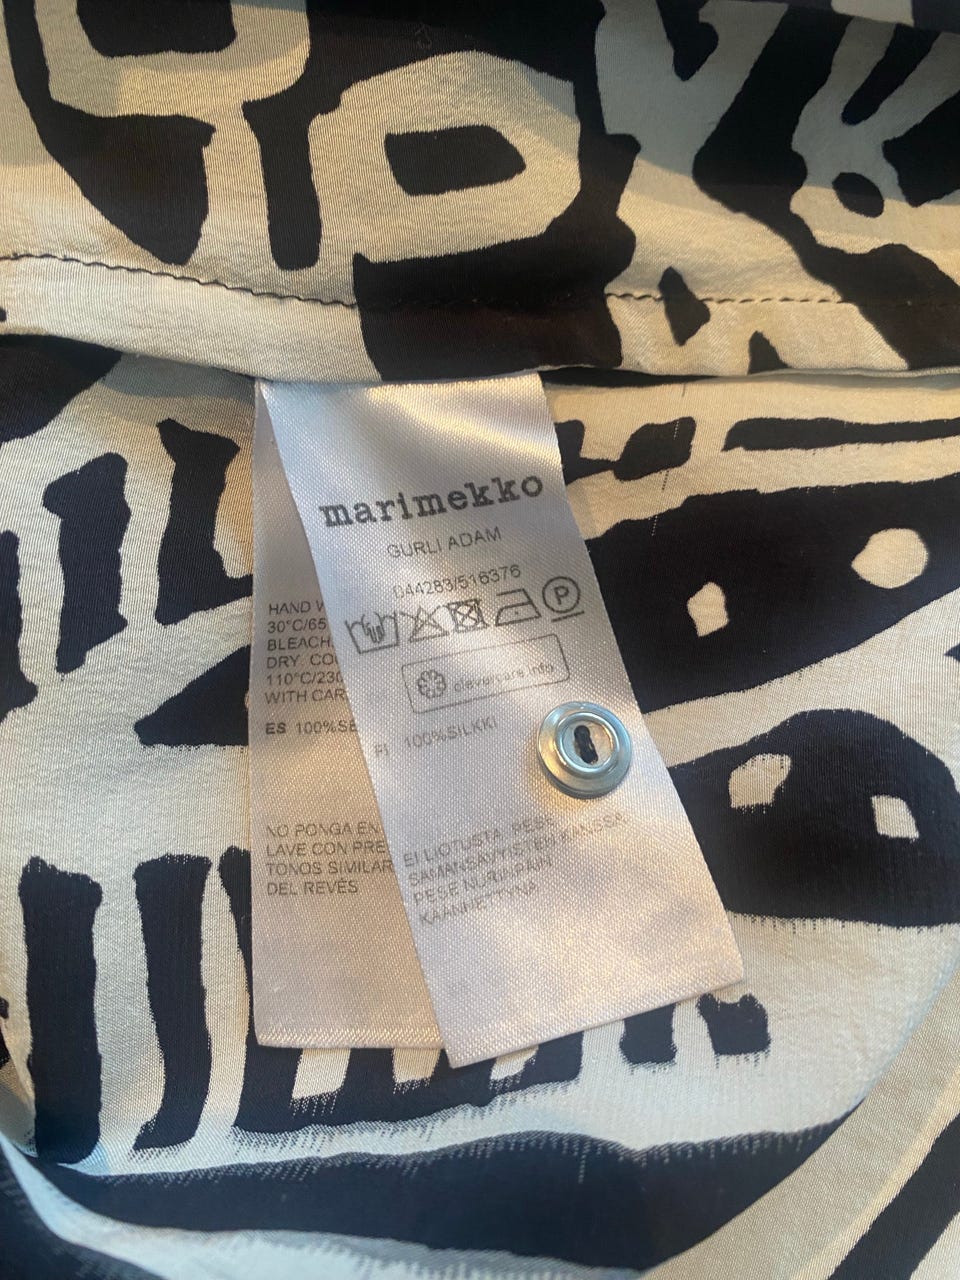 marimekko
GURLI ADAM
044283/516376
P
clevercare.info
FI 100%SILKKI
EI LIOTUSTA. PESE
SAMANSÄVYISTEN KANSSA.
PESE NURINPÄIN
KÄÄNNETTYNÄ
HAND
30°C/65
BLEACH.
DRY. CO
110°C/230
WITH CAR
ES 100%SE
NO PONGA EN
LAVE CON PRE
TONOS SIMILAR
DEL REVÉS